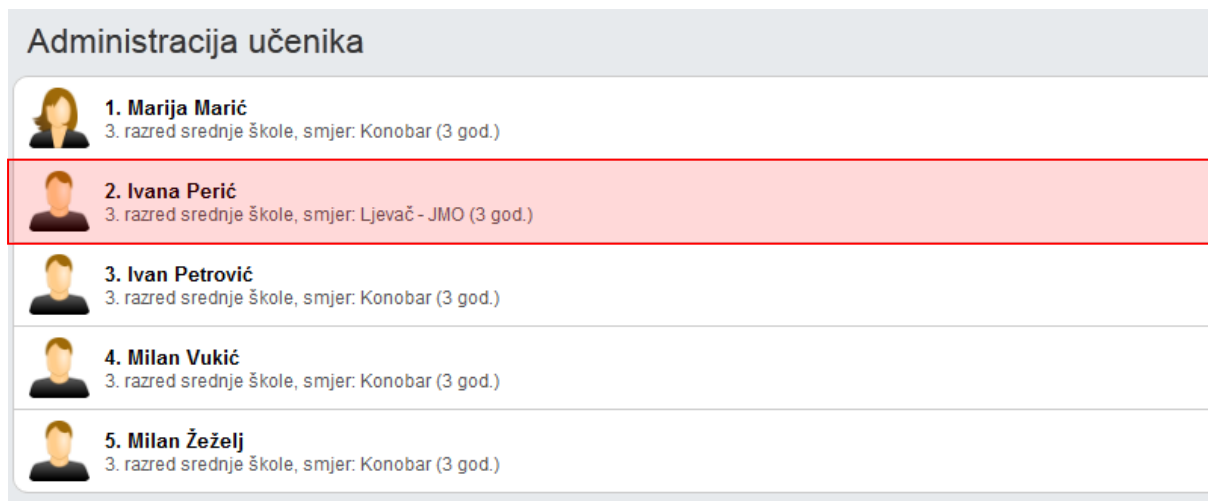 Administracija učenika
1. Marija Marić
3. razred srednje škole, smjer: Konobar (3 god.)
2. Ivana Perić
3. razred srednje škole, smjer: Ljevač - JMO (3 god.)
3. Ivan Petrović
3. razred srednje škole, smjer: Konobar (3 god.)
4. Milan Vukić
3. razred srednje škole, smjer: Konobar (3 god.)
5. Milan Žeželj
3. razred srednje škole, smjer: Konobar (3 god.)